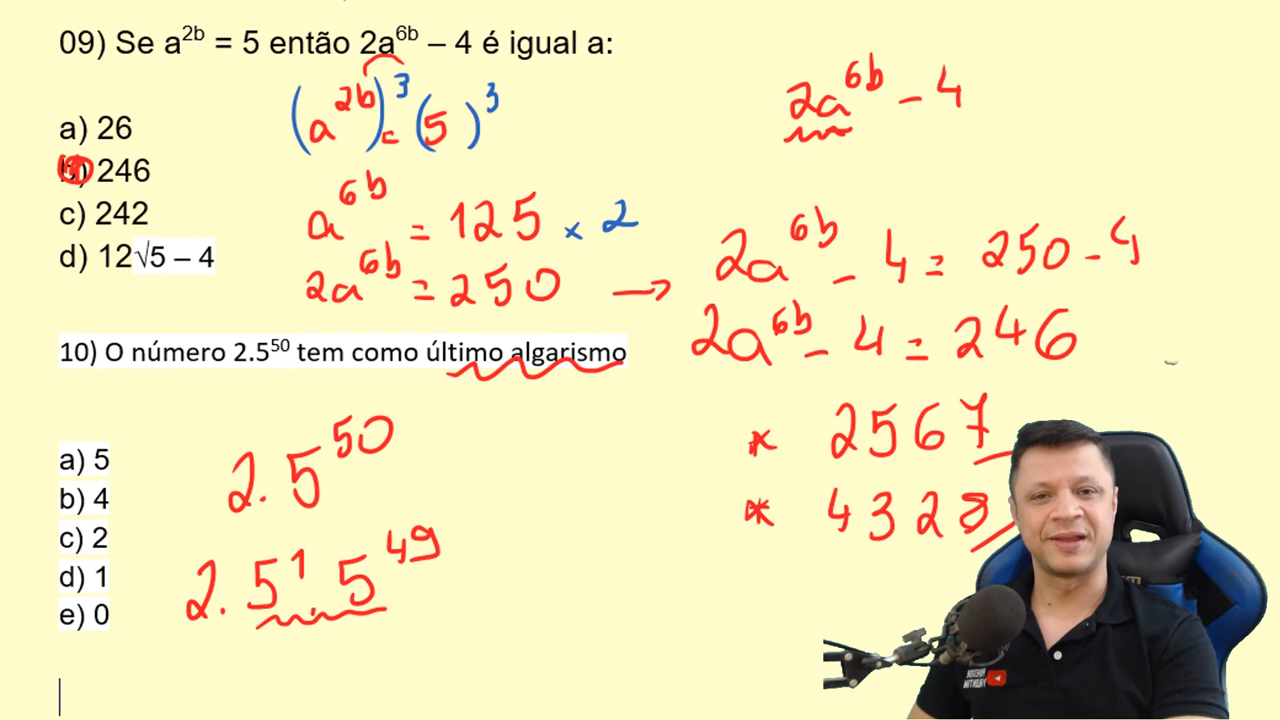 09) Se a²ᵇ = 5 então 2a⁶ᵇ – 4 é igual a:
a) 26
246
c) 242
d) 12√5 – 4
(a²ᵇ)³ = (5)³
a⁶ᵇ = 125 × 2
2a⁶ᵇ = 250 →
2a⁶ᵇ – 4
2a⁶ᵇ – 4 = 250 – 4
2a⁶ᵇ – 4 = 246
10) O número 2.5⁵⁰ tem como último algarismo
a) 5
b) 4
c) 2
d) 1
e) 0
2.5⁵⁰
2.5¹.5⁴⁹
* 2567
* 4328